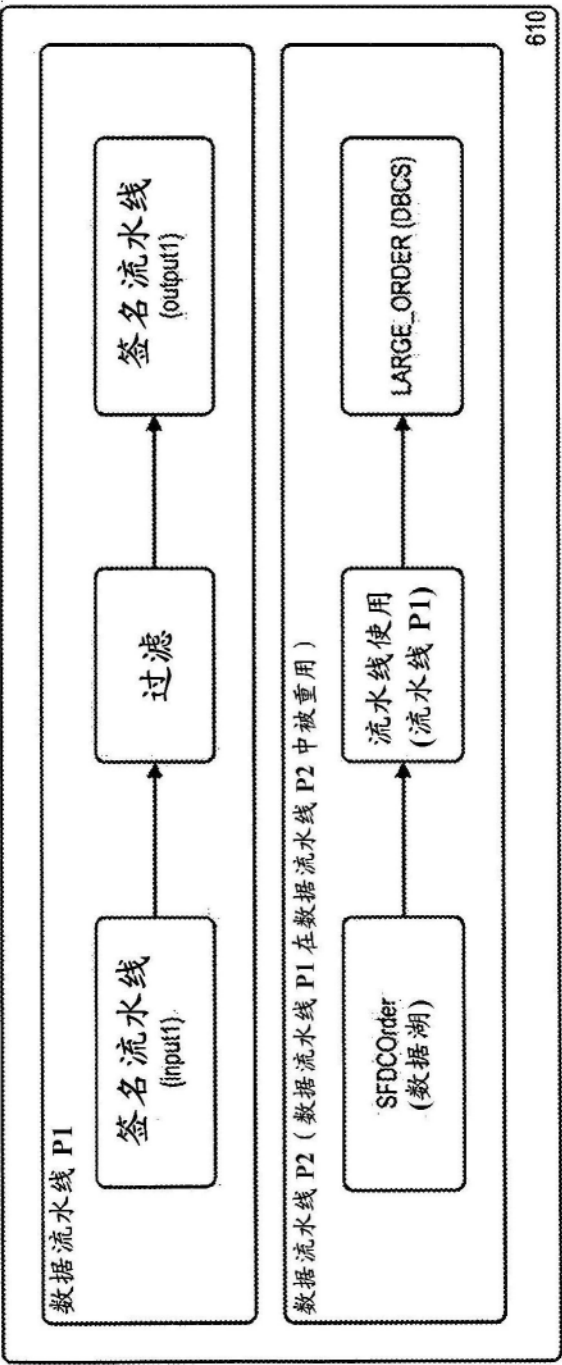 数据流水线 P1
签名流水线
(input1)
过滤
签名流水线
(output1)
数据流水线 P2（数据流水线 P1 在数据流水线 P2 中被重用）
SFDCOrder
(数据湖)
流水线使用
(流水线 P1)
LARGE_ORDER (DBCS)
610